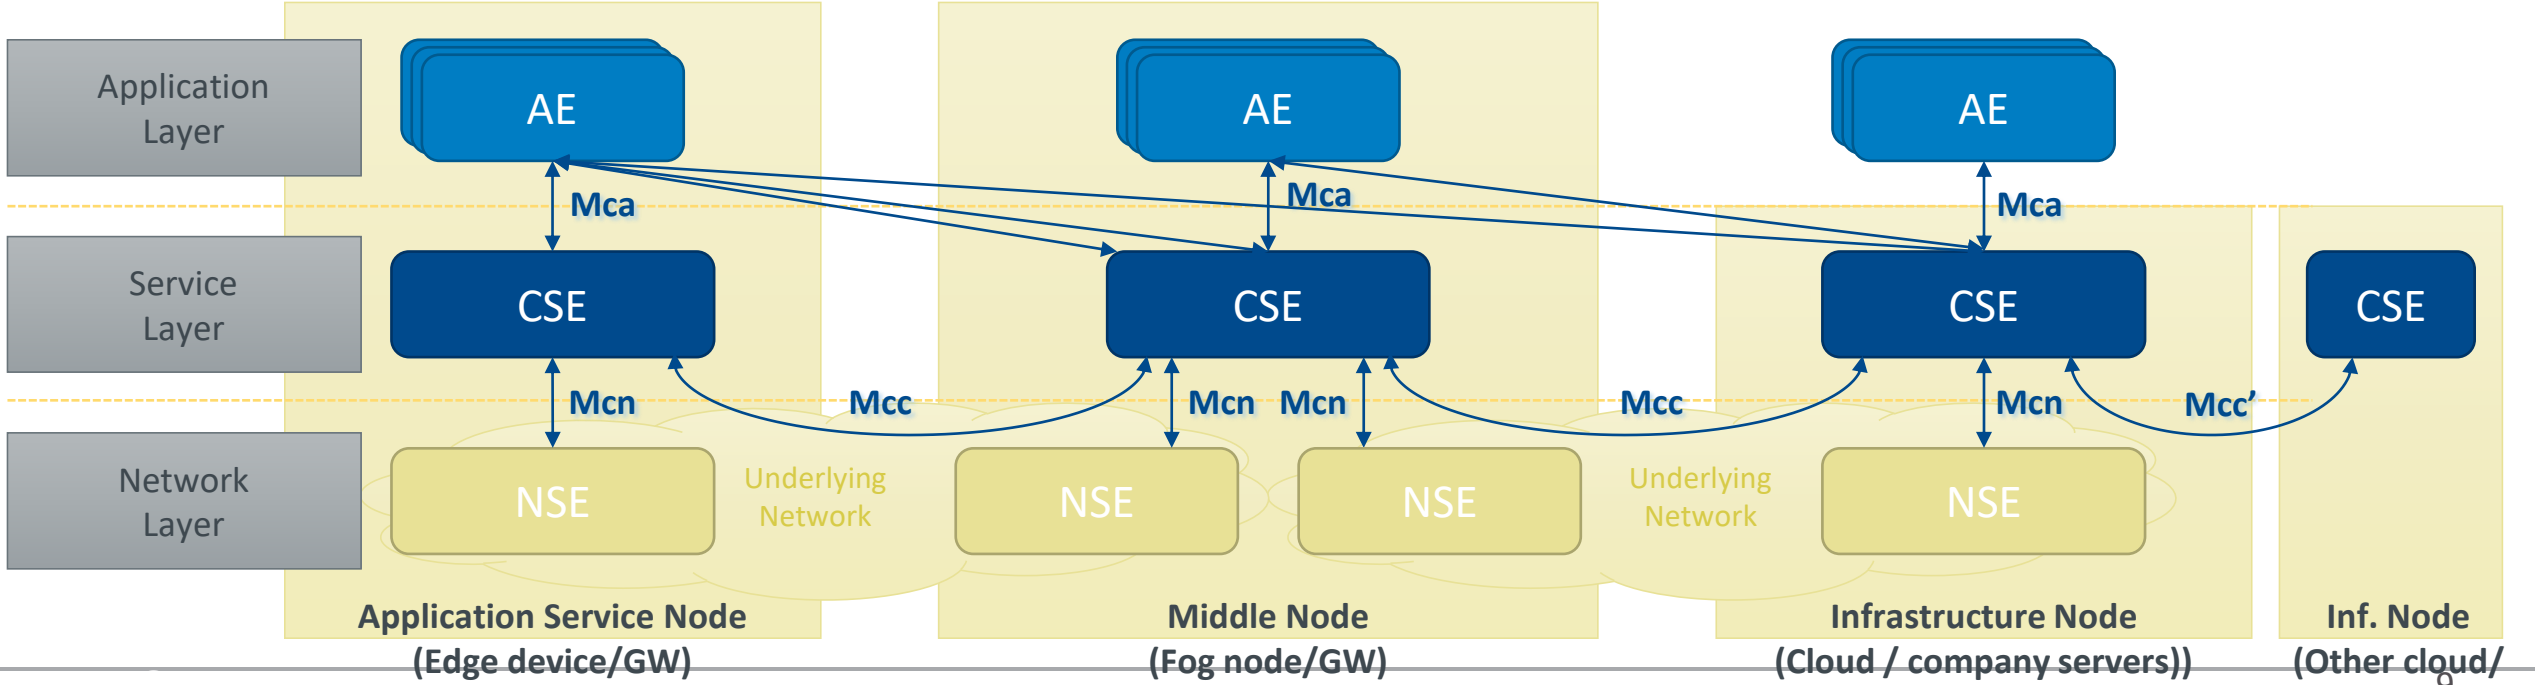 Application
Layer
AE
AE
AE
Mca
Mca
Mca
Service
Layer
CSE
CSE
CSE
CSE
Mcn
Mcc
Mcn
Mcn
Mcc
Mcn
Mcc’
Network
Layer
NSE
Underlying
Network
NSE
NSE
Underlying
Network
NSE
Application Service Node
(Edge device/GW)
Middle Node
(Fog node/GW)
Infrastructure Node
(Cloud / company servers))
Inf. Node
(Other cloud/